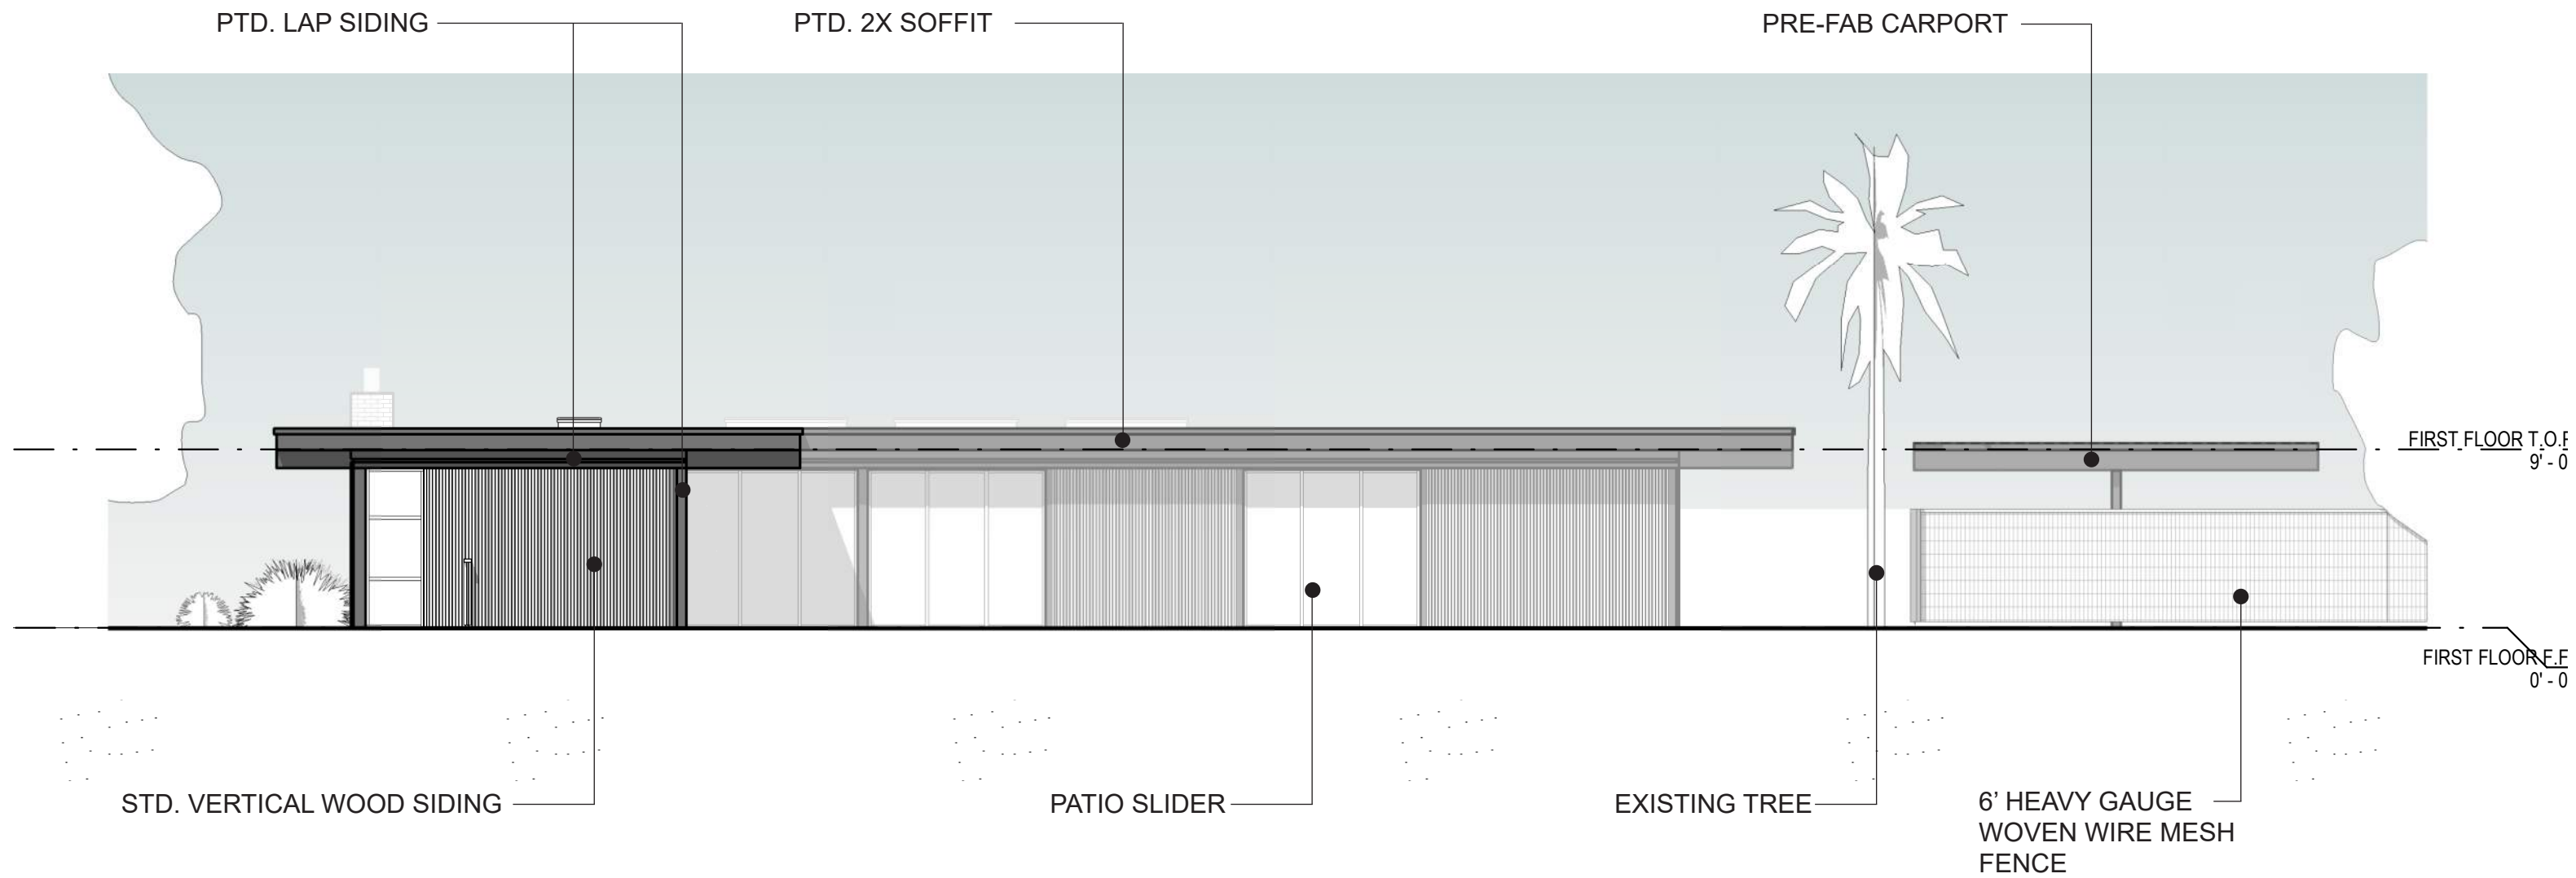 PTD. LAP SIDING
PTD. 2X SOFFIT
PRE-FAB CARPORT
FIRST FLOOR T.O.P
9' - 0
FIRST FLOOR F.F
0' - 0
STD. VERTICAL WOOD SIDING
PATIO SLIDER
EXISTING TREE
6’ HEAVY GAUGE
WOVEN WIRE MESH
FENCE